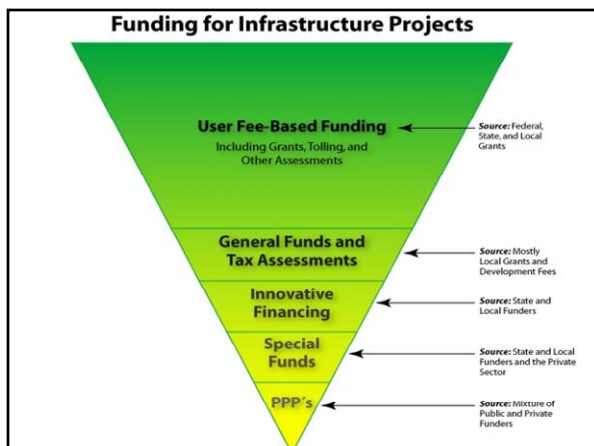 Funding for Infrastructure Projects
User Fee-Based Funding
Including Grants, Tolling, and
Other Assessments
Source: Federal,
State, and Local
Grants
General Funds and
Tax Assessments
Source: Mostly
Local Grants and
Development Fees
Innovative
Financing
Source: State and
Local Funders
Special
Funds
Source: State and Local
Funders and the Private
Sector
PPP's
Source: Mixture of
Public and Private
Funders